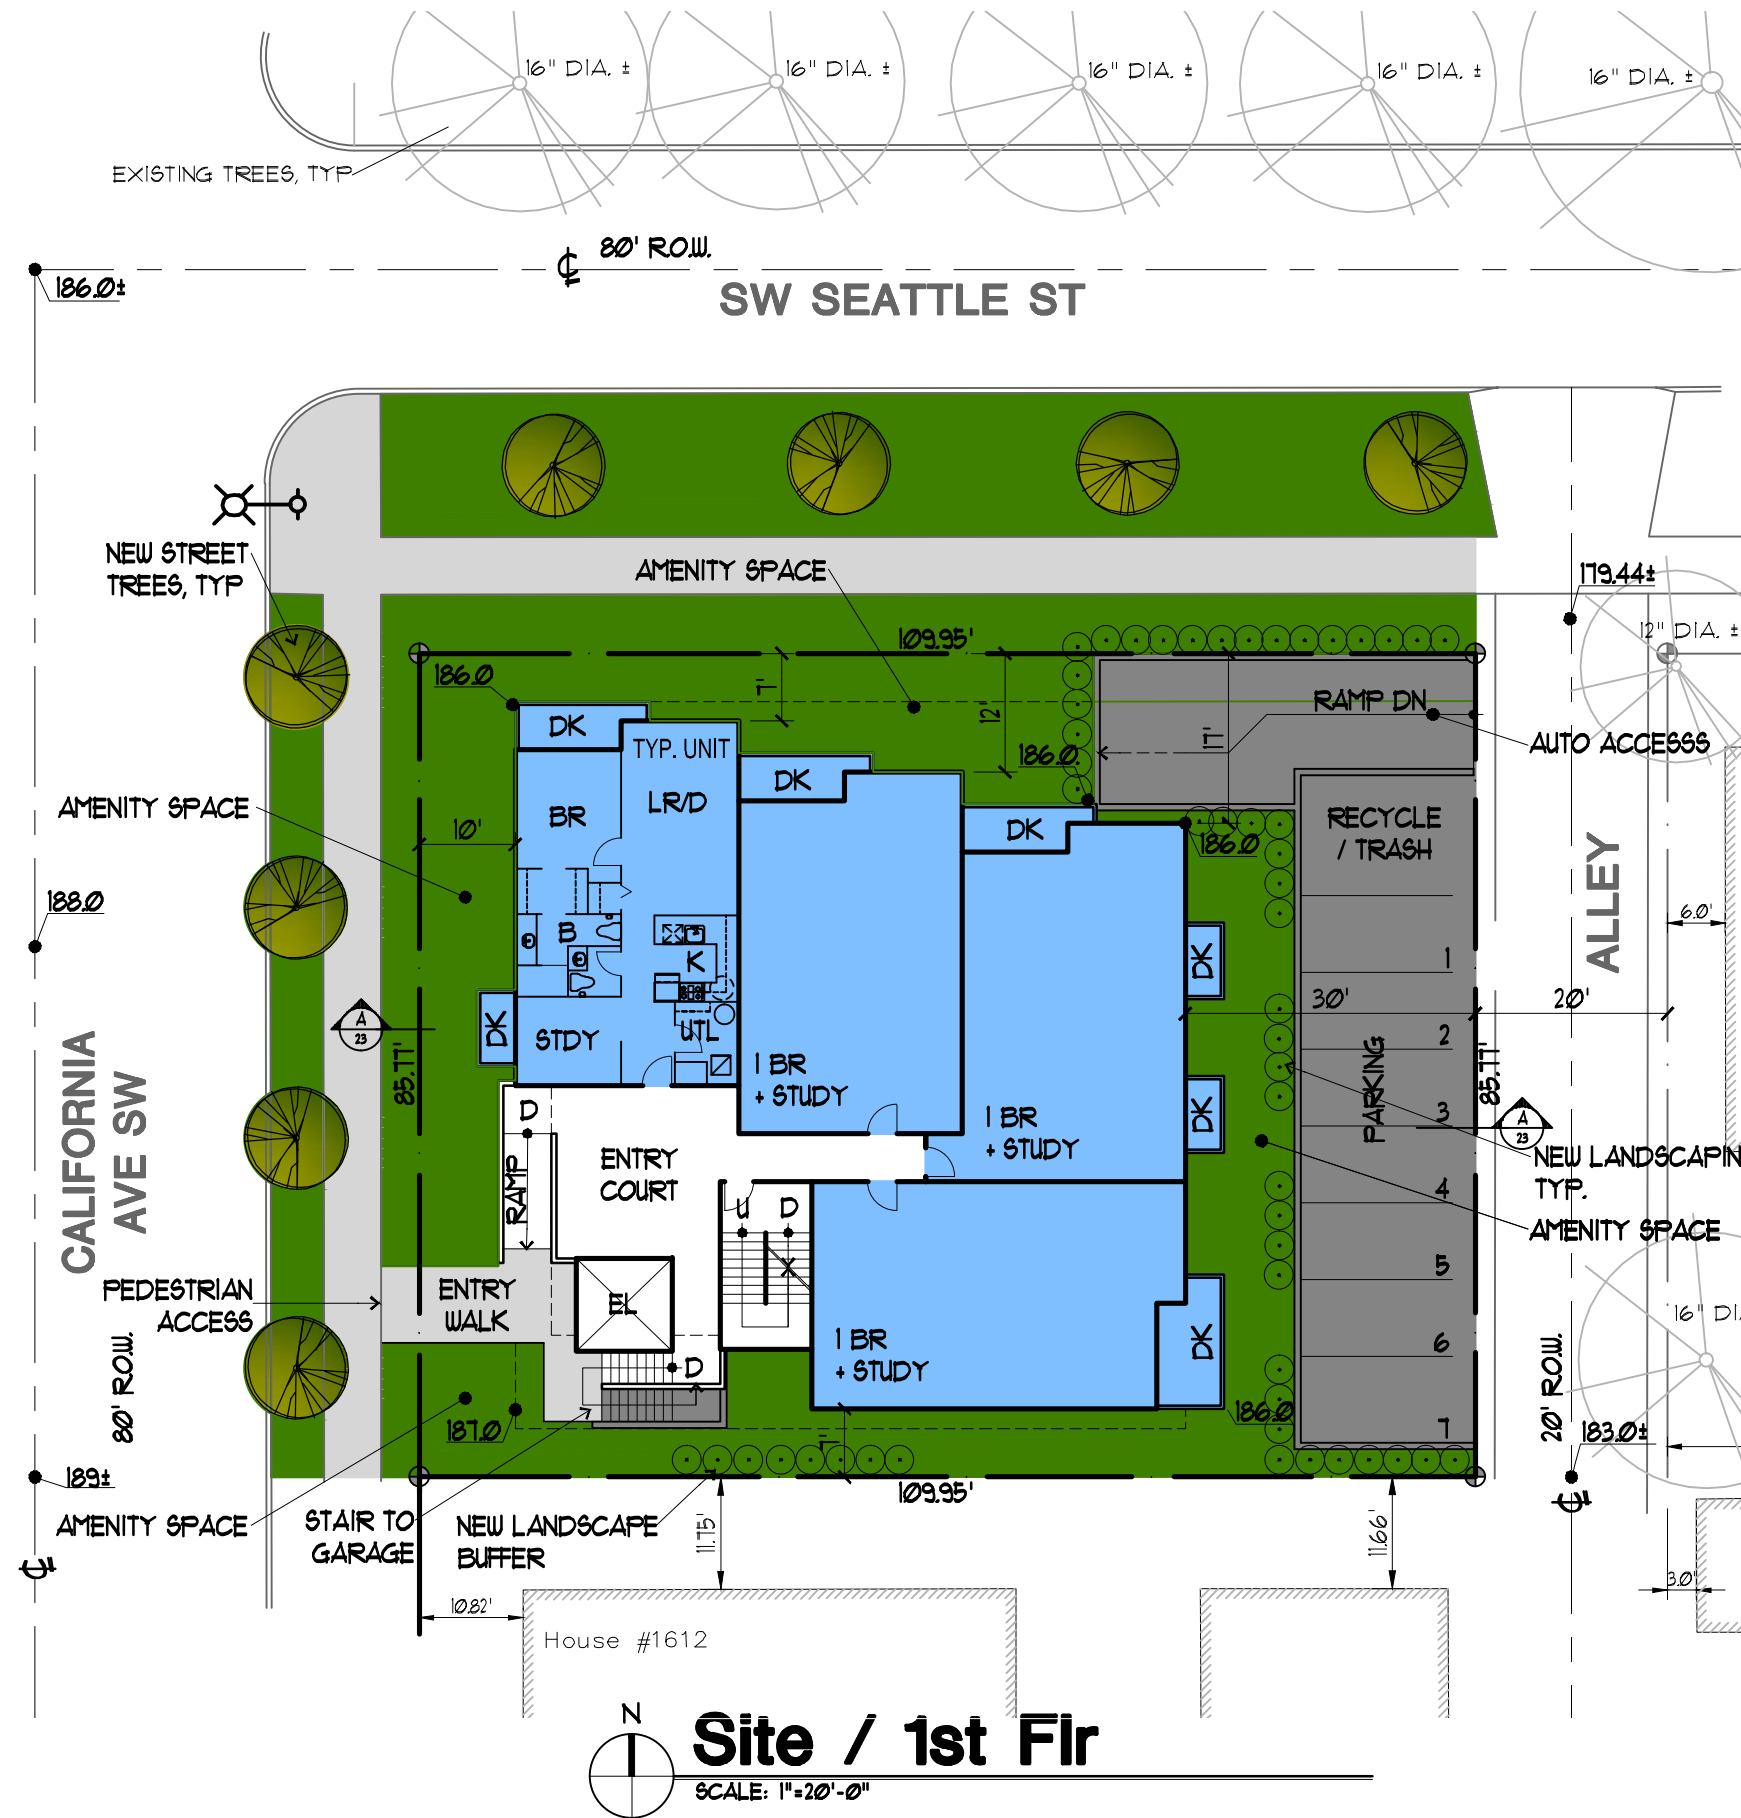 16" DIA. ±
16" DIA. ±
16" DIA. ±
16" DIA. ±
16" DIA. ±
EXISTING TREES, TYP
80' R.O.W.
186.0±
SW SEATTLE ST
NEW STREET
TREES, TYP
AMENITY SPACE
179.44±
12" DIA. ±
109.95'
186.0
7'
12'
17'
RAMP DN
AUTO ACCESSS
DK
TYP. UNIT
186.0
DK
LR/D
BR
AMENITY SPACE
10'
DK
186.0
RECYCLE
/ TRASH
ALLEY
188.0
6.0'
B
K
DK
1
30'
20'
A
23
DK
STDY
UTL
2
CALIFORNIA
AVE SW
85.77'
1 BR
+ STUDY
PARKING
85.77'
D
DK
3
1 BR
+ STUDY
A
23
ENTRY
COURT
RAMP
NEW LANDSCAPIN
TYP.
4
U
D
AMENITY SPACE
5
PEDESTRIAN
ACCESS
ENTRY
WALK
EL
16" DI
80' R.O.W.
1 BR
+ STUDY
DK
6
D
20' R.O.W.
187.0
7'
186.0
7
183.0±
189±
109.95'
AMENITY SPACE
STAIR TO
GARAGE
NEW LANDSCAPE
BUFFER
11.75'
11.66'
10.82'
3.0'
House #1612
N
Site / 1st Flr
SCALE: 1"=20'-0"